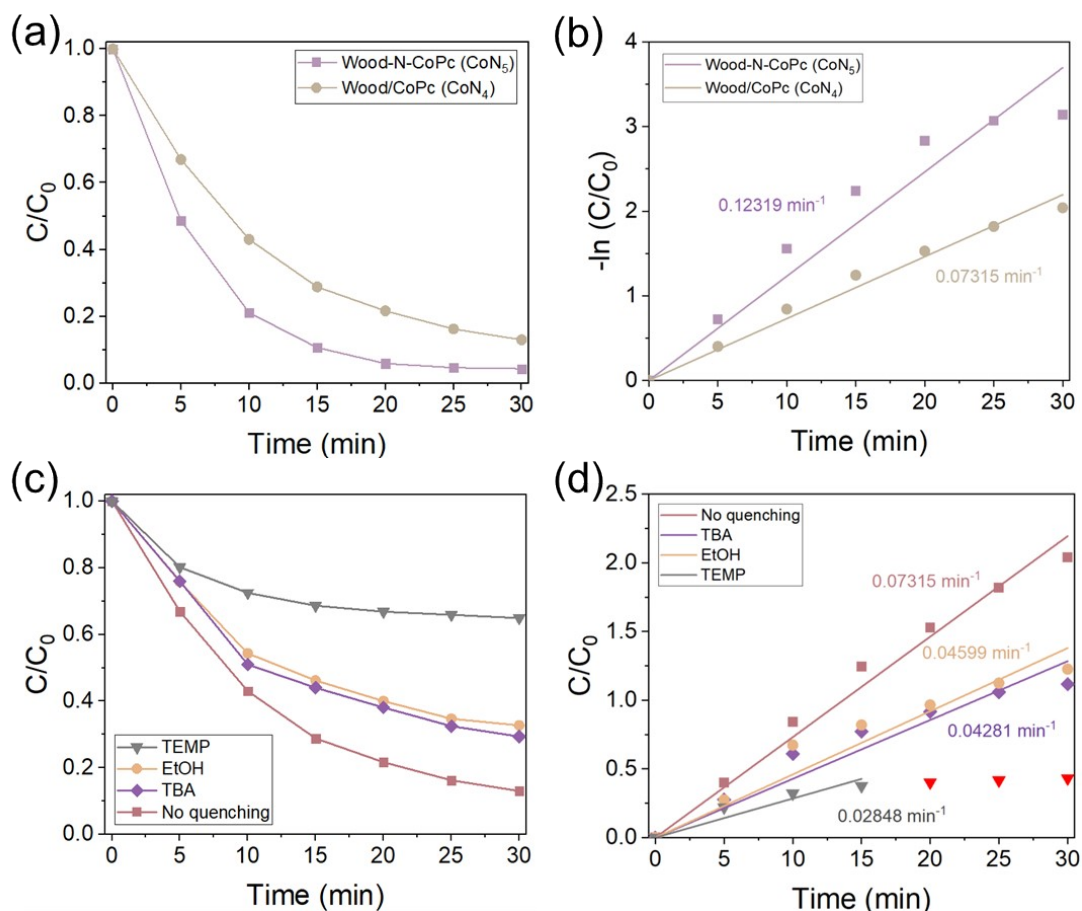 (a)
1.0
0.8
0.6
0.4
0.2
0.0
C/C₀
Wood-N-CoPc (CoN₅)
Wood/CoPc (CoN₄)
0 5 10 15 20 25 30
Time (min)
(b)
4
3
2
1
0
-ln (C/C₀)
Wood-N-CoPc (CoN₅)
Wood/CoPc (CoN₄)
0.12319 min⁻¹
0.07315 min⁻¹
0 5 10 15 20 25 30
Time (min)
(c)
1.0
0.8
0.6
0.4
0.2
0.0
C/C₀
TEMP
EtOH
TBA
No quenching
0 5 10 15 20 25 30
Time (min)
(d)
2.5
2.0
1.5
1.0
0.5
0.0
C/C₀
No quenching
TBA
EtOH
TEMP
0.07315 min⁻¹
0.04599 min⁻¹
0.04281 min⁻¹
0.02848 min⁻¹
0 5 10 15 20 25 30
Time (min)